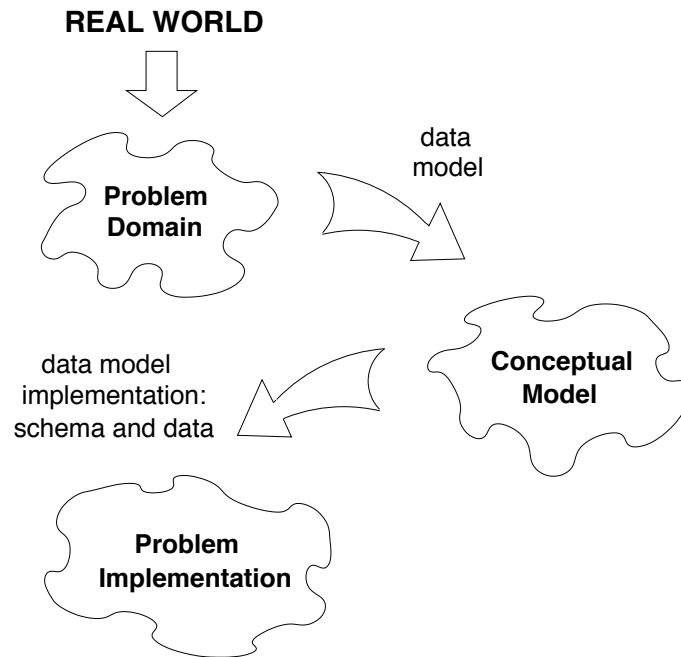 REAL WORLD
data
model
Problem
Domain
Conceptual
Model
data model
implementation:
schema and data
Problem
Implementation